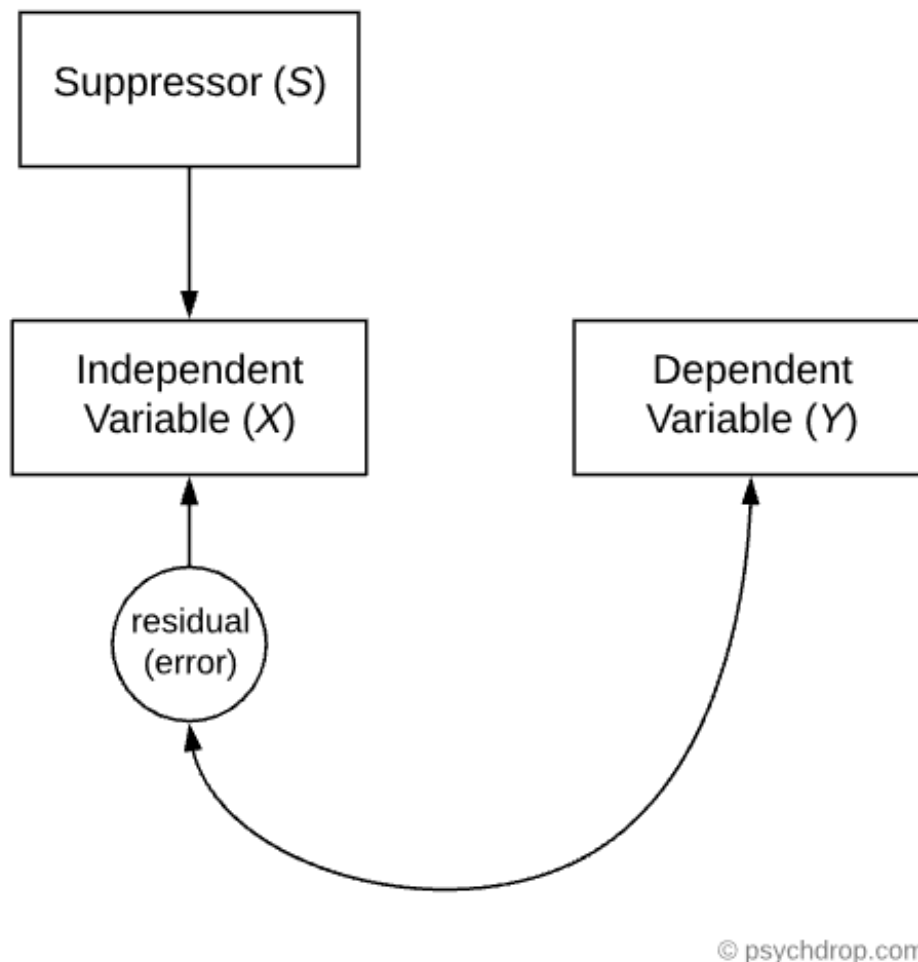 Suppressor (S)
Independent
Variable (X)
Dependent
Variable (Y)
residual
(error)
© psychdrop.com